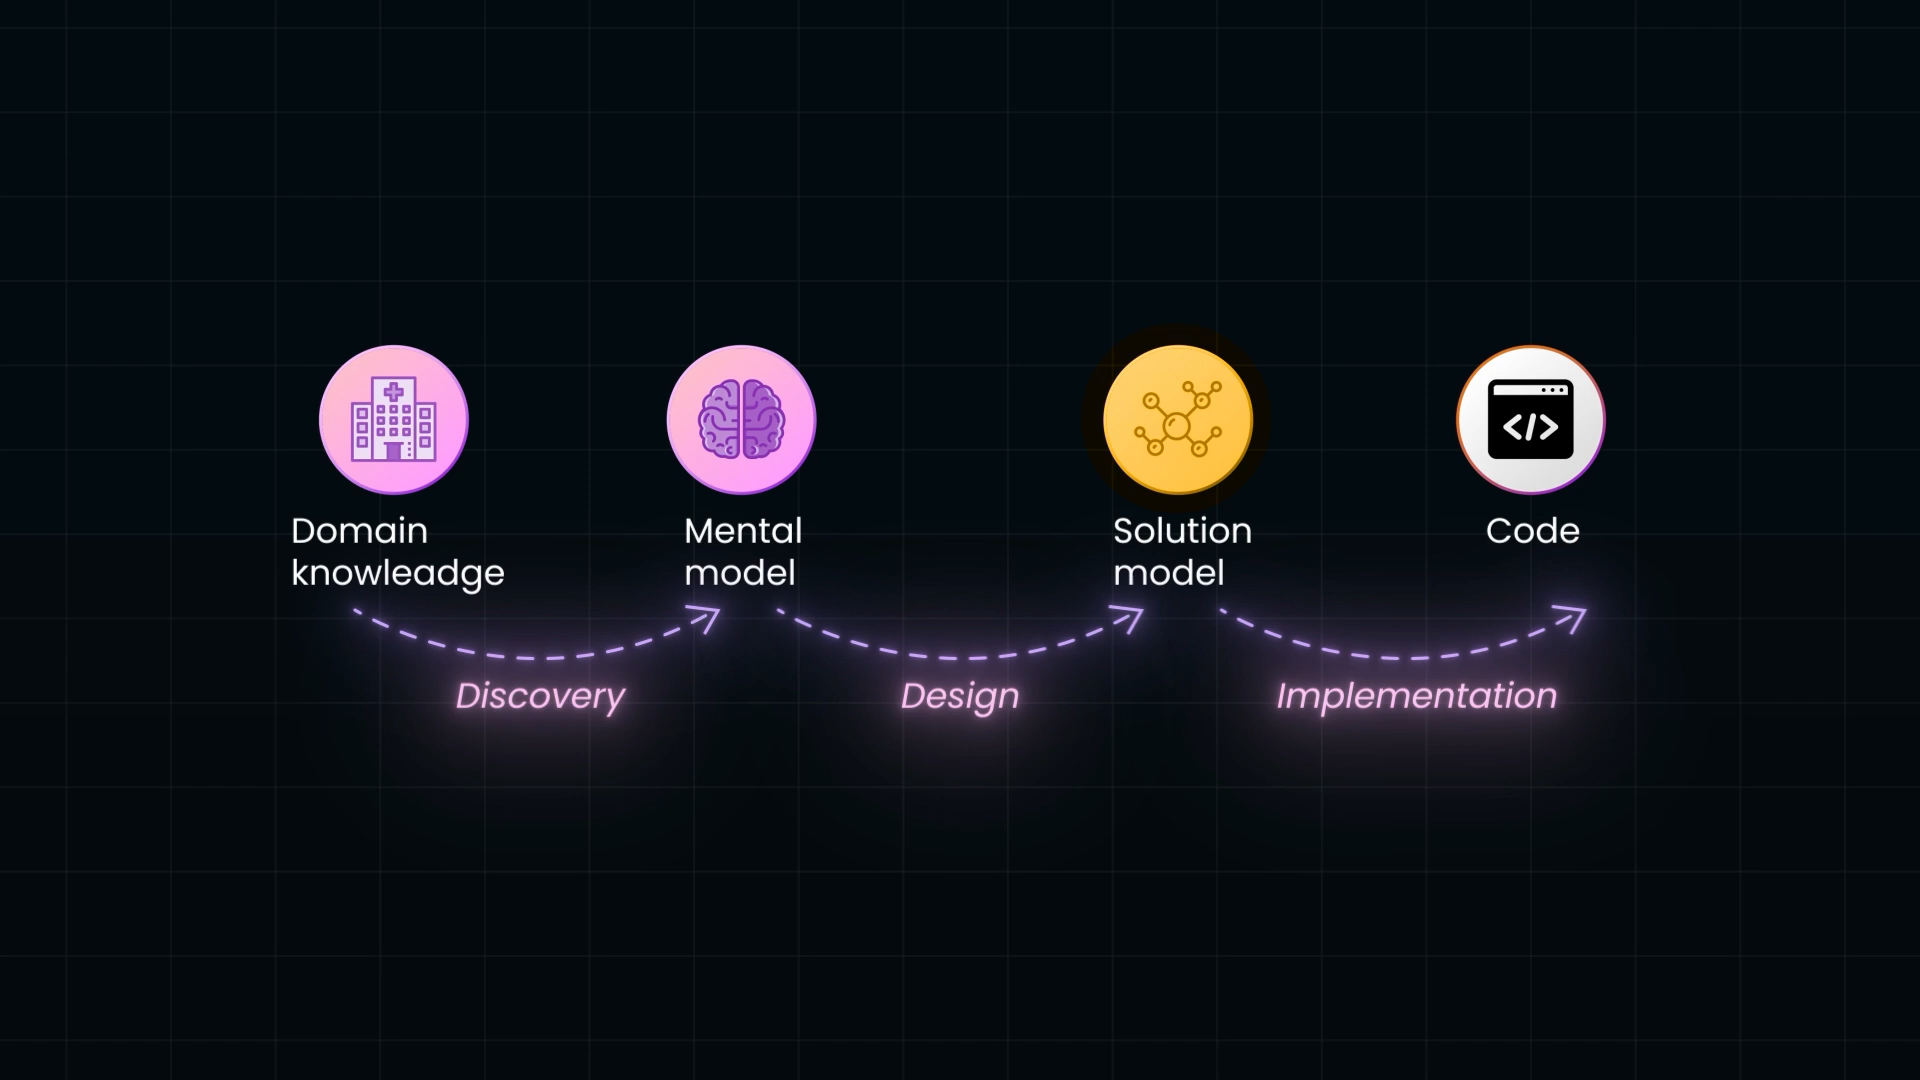 Domain
knowleadge
Mental
model
Solution
model
Code
Discovery
Design
Implementation